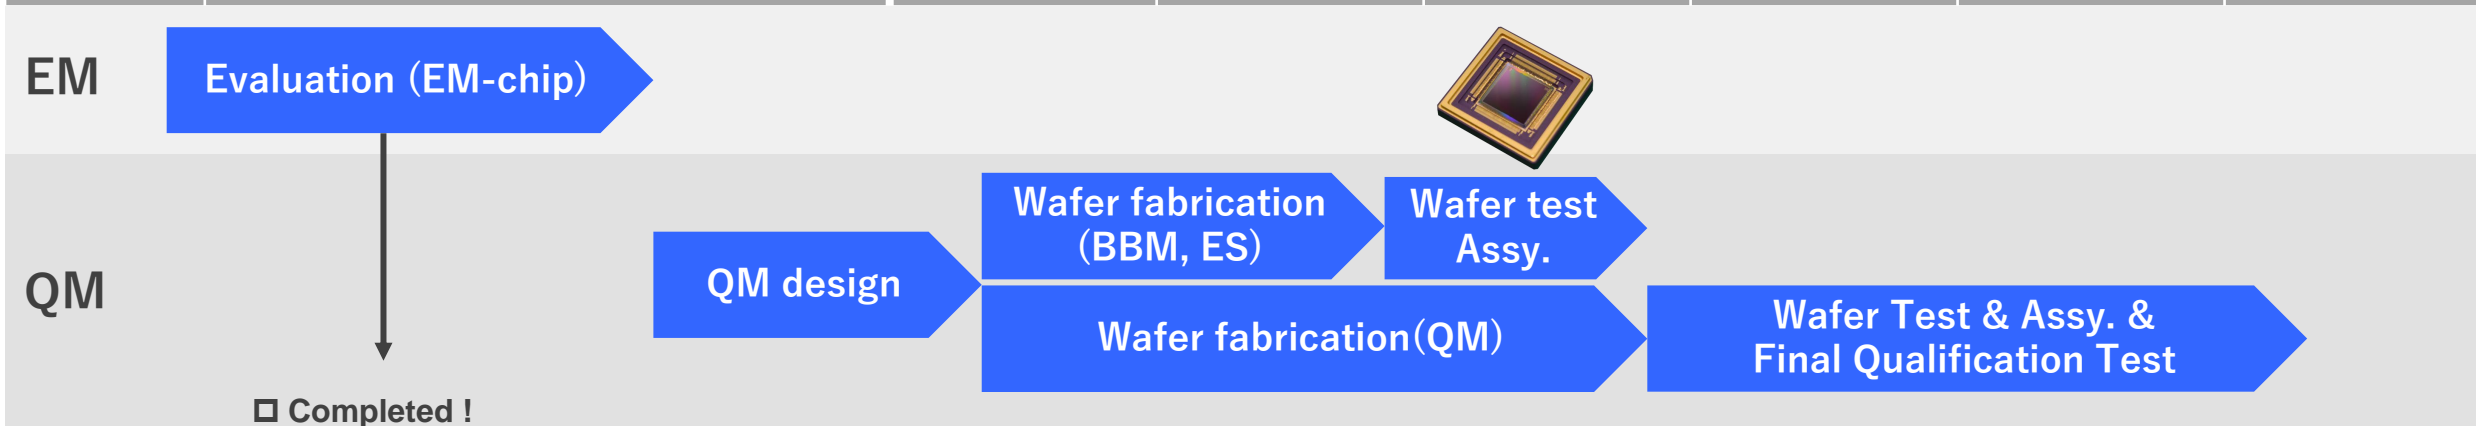 EM
Evaluation (EM-chip)
QM
QM design
Wafer fabrication
(BBM, ES)
Wafer test
Assy.
Wafer fabrication(QM)
Wafer Test & Assy. &
Final Qualification Test
Completed !